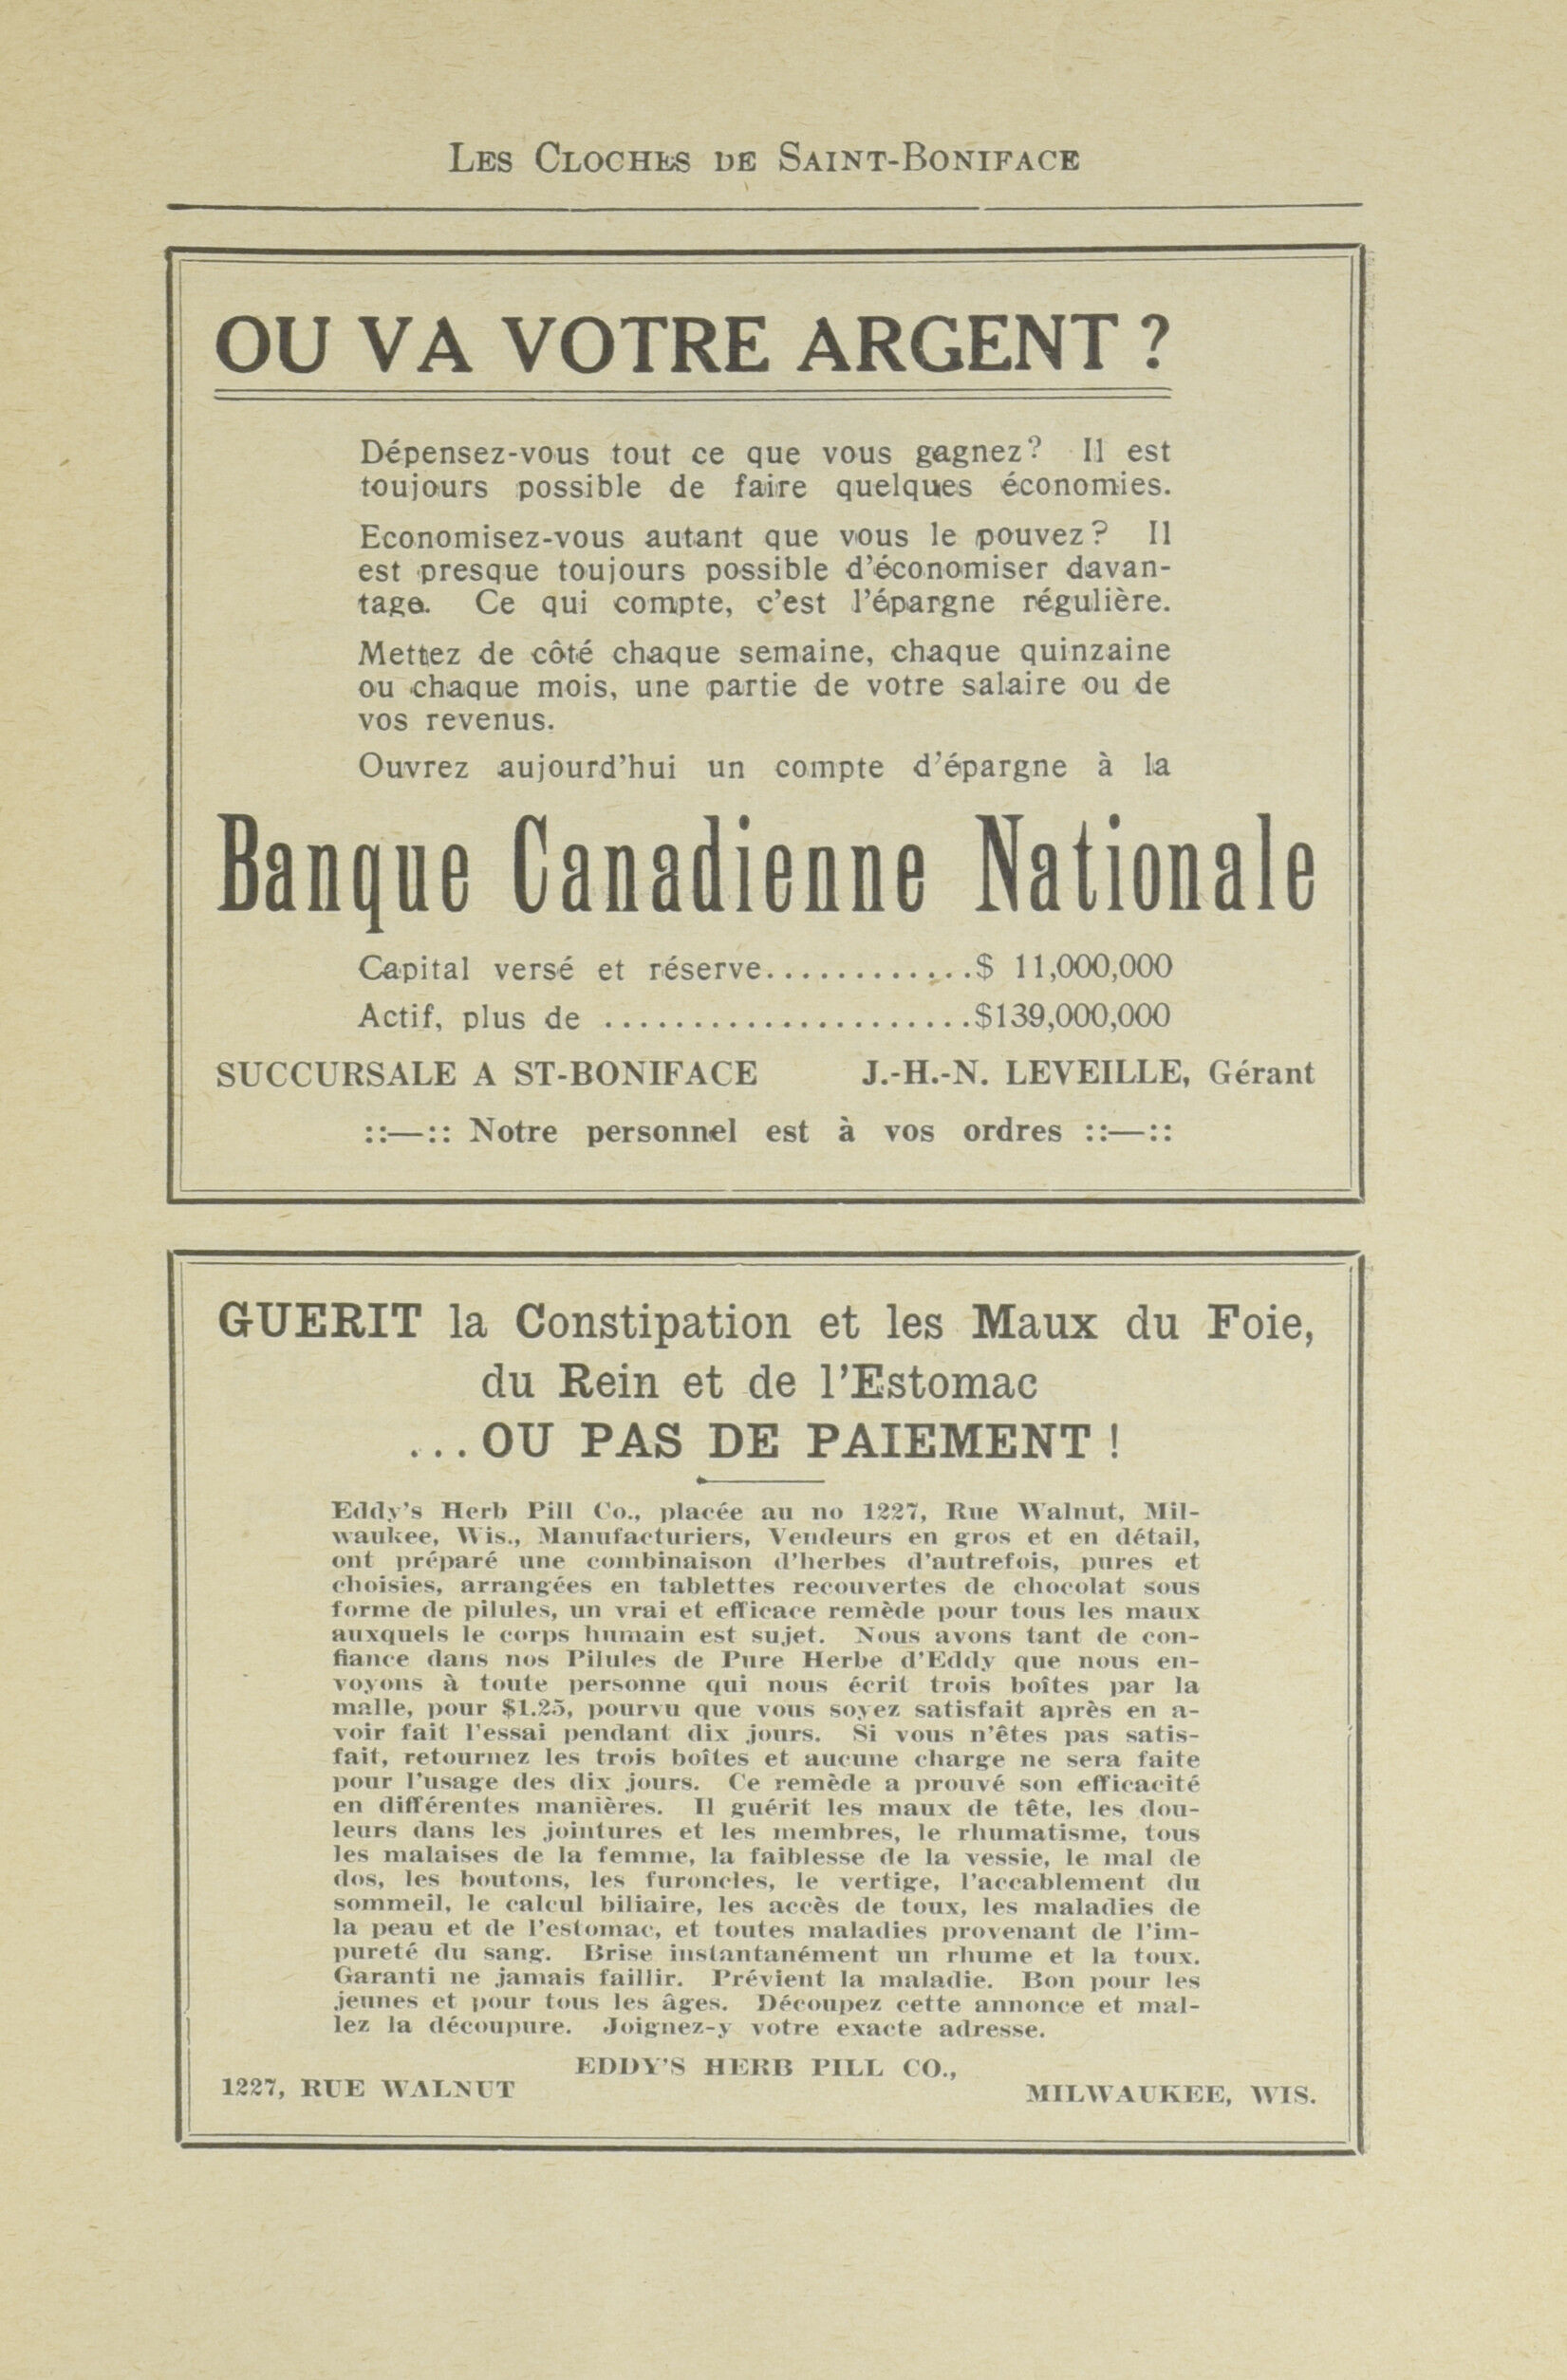 LES CLOCHES DE SAINT-BONIFACE
OU VA VOTRE ARGENT ?
Dépensez-vous tout ce que vous gagnez? Il est
toujours possible de faire quelques économies.
Economisez-vous autant que vous le pouvez? Il
est presque toujours possible d'économiser davan-
tage. Ce qui compte, c'est l'épargne régulière.
Mettez de côté chaque semaine, chaque quinzaine
ou chaque mois, une partie de votre salaire ou de
vos revenus.
Ouvrez aujourd'hui un compte d'épargne à la
Banque Canadienne Nationale
Capital versé et réserve.............$ 11,000,000
Actif, plus de ......................$139,000,000
SUCCURSALE A ST-BONIFACE J.-H.-N. LEVEILLE, Gérant
::—:: Notre personnel est à vos ordres ::—::
GUERIT la Constipation et les Maux du Foie,
du Rein et de l'Estomac
...OU PAS DE PAIEMENT !
Eddy's Herb Pill Co., placée au no 1227, Rue Walnut, Mil-
waukee, Wis., Manufacturiers, Vendeurs en gros et en détail,
ont préparé une combinaison d'herbes d'autrefois, pures et
choisies, arrangées en tablettes recouvertes de chocolat sous
forme de pilules, un vrai et efficace remède pour tous les maux
auxquels le corps humain est sujet. Nous avons tant de con-
fiance dans nos Pilules de Pure Herbe d'Eddy que nous en-
voyons à toute personne qui nous écrit trois boîtes par la
malle, pour $1.25, pourvu que vous soyez satisfait après en a-
voir fait l'essai pendant dix jours. Si vous n'êtes pas satis-
fait, retournez les trois boîtes et aucune charge ne sera faite
pour l'usage des dix jours. Ce remède a prouvé son efficacité
en différentes manières. Il guérit les maux de tête, les dou-
leurs dans les jointures et les membres, le rhumatisme, tous
les malaises de la femme, la faiblesse de la vessie, le mal de
dos, les boutons, les furoncles, le vertige, l'accablement du
sommeil, le calcul biliaire, les accès de toux, les maladies de
la peau et de l'estomac, et toutes maladies provenant de l'im-
pureté du sang. Brise instantanément un rhume et la toux.
Garanti ne jamais faillir. Prévient la maladie. Bon pour les
jeunes et pour tous les âges. Découpez cette annonce et mal-
lez la découpure. Joignez-y votre exacte adresse.
EDDY'S HERB PILL CO.,
1227, RUE WALNUT MILWAUKEE, WIS.